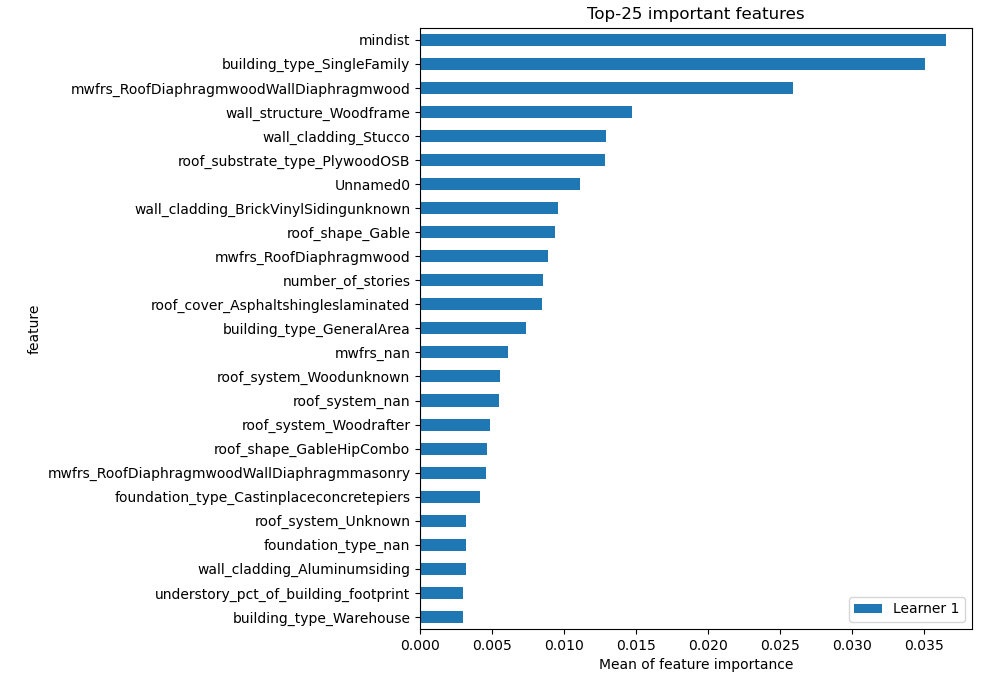 Top-25 important features
mindist
building_type_SingleFamily
mwfrs_RoofDiaphragmwoodWallDiaphragmwood
wall_structure_Woodframe
wall_cladding_Stucco
roof_substrate_type_PlywoodOSB
Unnamed0
wall_cladding_BrickVinylSidingunknown
roof_shape_Gable
mwfrs_RoofDiaphragmwood
number_of_stories
roof_cover_Asphaltshingleslaminated
building_type_GeneralArea
mwfrs_nan
roof_system_Woodunknown
roof_system_nan
roof_system_Woodrafter
roof_shape_GableHipCombo
mwfrs_RoofDiaphragmwoodWallDiaphragmmasonry
foundation_type_Castinplaceconcretepiers
roof_system_Unknown
foundation_type_nan
wall_cladding_Aluminumsiding
understory_pct_of_building_footprint
building_type_Warehouse
feature
Learner 1
0.000 0.005 0.010 0.015 0.020 0.025 0.030 0.035
Mean of feature importance